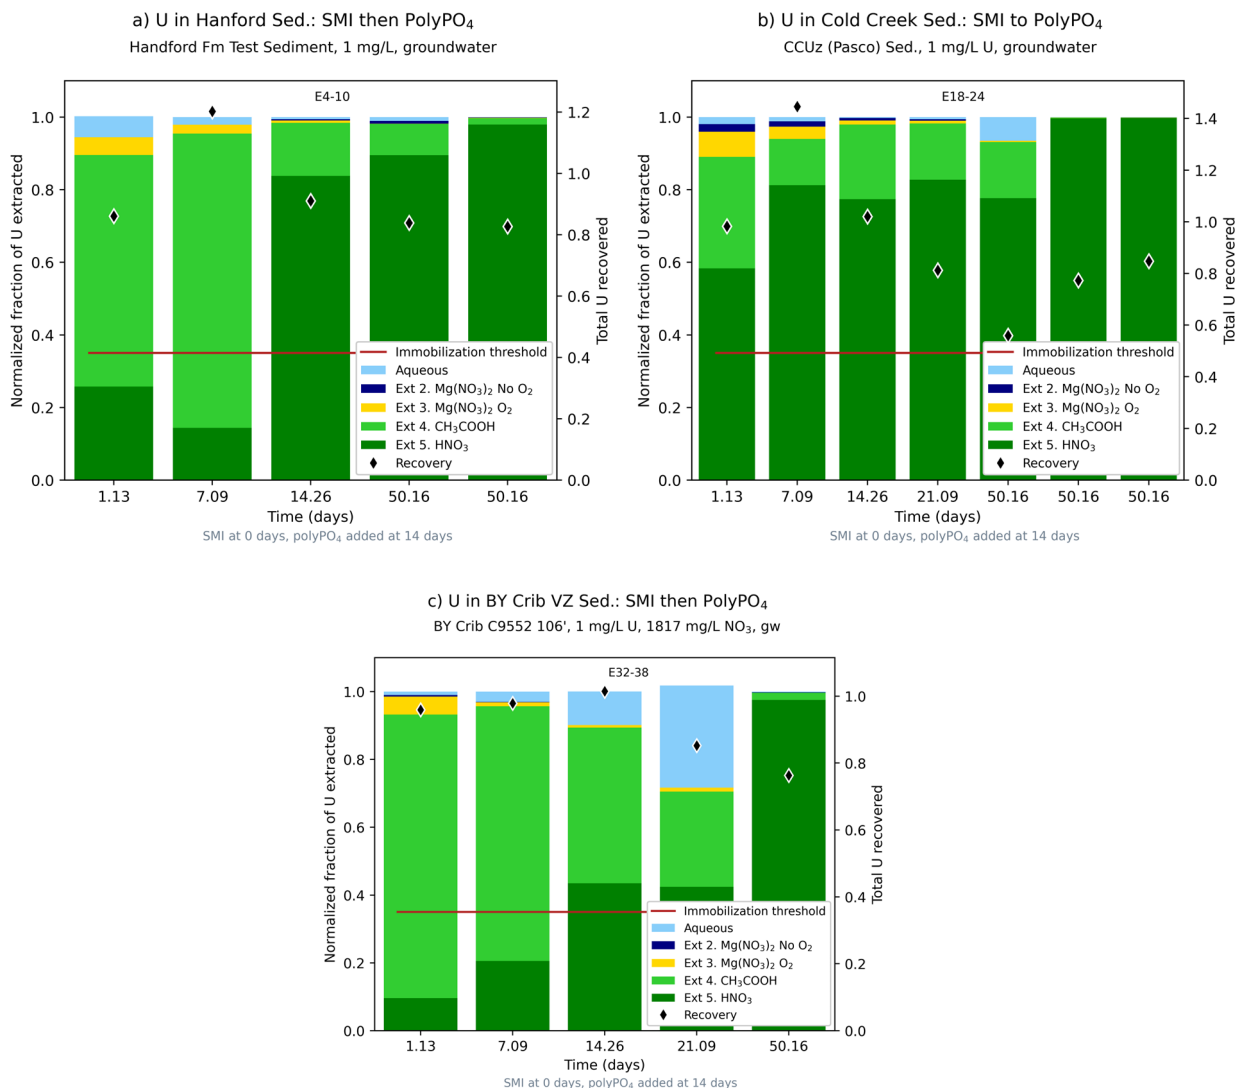 a) U in Hanford Sed.: SMI then PolyPO₄
Handford Fm Test Sediment, 1 mg/L, groundwater
E4-10
Normalized fraction of U extracted
1.0
0.8
0.6
0.4
0.2
0.0
1.2
1.0
0.8
0.6
0.4
0.2
0.0
Total U recovered
Immobilization threshold
Aqueous
Ext 2. Mg(NO₃)₂ No O₂
Ext 3. Mg(NO₃)₂ O₂
Ext 4. CH₃COOH
Ext 5. HNO₃
Recovery
1.13 7.09 14.26 50.16 50.16
Time (days)
SMI at 0 days, polyPO₄ added at 14 days
b) U in Cold Creek Sed.: SMI to PolyPO₄
CCUz (Pasco) Sed., 1 mg/L U, groundwater
E18-24
Normalized fraction of U extracted
1.0
0.8
0.6
0.4
0.2
0.0
1.4
1.2
1.0
0.8
0.6
0.4
0.2
0.0
Total U recovered
Immobilization threshold
Aqueous
Ext 2. Mg(NO₃)₂ No O₂
Ext 3. Mg(NO₃)₂ O₂
Ext 4. CH₃COOH
Ext 5. HNO₃
Recovery
1.13 7.09 14.26 21.09 50.16 50.16 50.16
Time (days)
SMI at 0 days, polyPO₄ added at 14 days
c) U in BY Crib VZ Sed.: SMI then PolyPO₄
BY Crib C9552 106', 1 mg/L U, 1817 mg/L NO₃, gw
E32-38
Normalized fraction of U extracted
1.0
0.8
0.6
0.4
0.2
0.0
1.0
0.8
0.6
0.4
0.2
0.0
Total U recovered
Immobilization threshold
Aqueous
Ext 2. Mg(NO₃)₂ No O₂
Ext 3. Mg(NO₃)₂ O₂
Ext 4. CH₃COOH
Ext 5. HNO₃
Recovery
1.13 7.09 14.26 21.09 50.16
Time (days)
SMI at 0 days, polyPO₄ added at 14 days